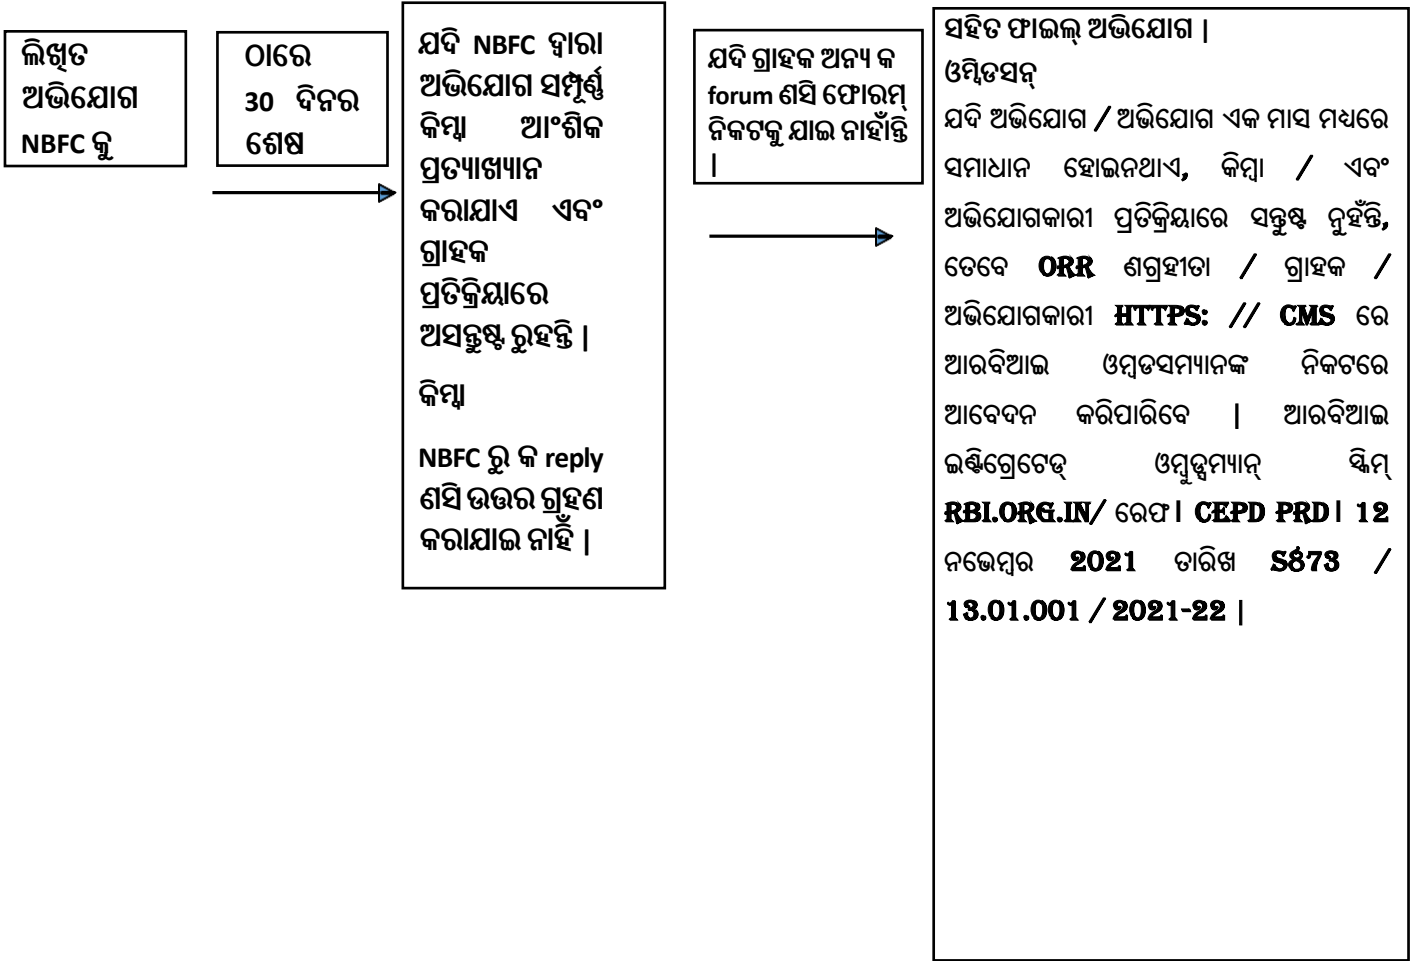 ଲିଖିତ
ଅଭିଯୋଗ
NBFC କୁ
ଠାରେ
30 ଦିନର
ଶେଷ
ଯଦି NBFC ଦ୍ୱାରା
ଅଭିଯୋଗ ସମ୍ପୂର୍ଣ୍ଣ
କିମ୍ବା ଆଂଶିକ
ପ୍ରତ୍ୟାଖ୍ୟାନ
କରାଯାଏ ଏବଂ
ଗ୍ରାହକ
ପ୍ରତିକ୍ରିୟାରେ
ଅସନ୍ତୁଷ୍ଟ ରୁହନ୍ତି |
କିମ୍ବା
NBFC ରୁ କ reply
ଣସି ଉତ୍ତର ଗ୍ରହଣ
କରାଯାଇ ନାହିଁ |
ଯଦି ଗ୍ରାହକ ଅନ୍ୟ କ
forum ଣସି ଫୋରମ୍
ନିକଟକୁ ଯାଇ ନାହାଁନ୍ତି
|
ସହିତ ଫାଇଲ୍ ଅଭିଯୋଗ |
ଓମ୍ବିଡସନ୍
ଯଦି ଅଭିଯୋଗ / ଅଭିଯୋଗ ଏକ ମାସ ମଧ୍ୟରେ
ସମାଧାନ ହୋଇନଥାଏ, କିମ୍ବା / ଏବଂ
ଅଭିଯୋଗକାରୀ ପ୍ରତିକ୍ରିୟାରେ ସନ୍ତୁଷ୍ଟ ନୁହଁନ୍ତି,
ତେବେ ORR ଣଗ୍ରହୀତା / ଗ୍ରାହକ /
ଅଭିଯୋଗକାରୀ HTTPS: // CMS ରେ
ଆରବିଆଇ ଓମ୍ବଡସମ୍ୟାନଙ୍କ ନିକଟରେ
ଆବେଦନ କରିପାରିବେ | ଆରବିଆଇ
ଇଣ୍ଟିଗ୍ରେଟେଡ୍ ଓମ୍ବୁଡ୍ସମ୍ୟାନ୍ ସ୍କିମ୍
RBI.ORG.IN/ ରେଫ। CEPD PRD। 12
ନଭେମ୍ବର 2021 ତାରିଖ S873 /
13.01.001 / 2021-22 |